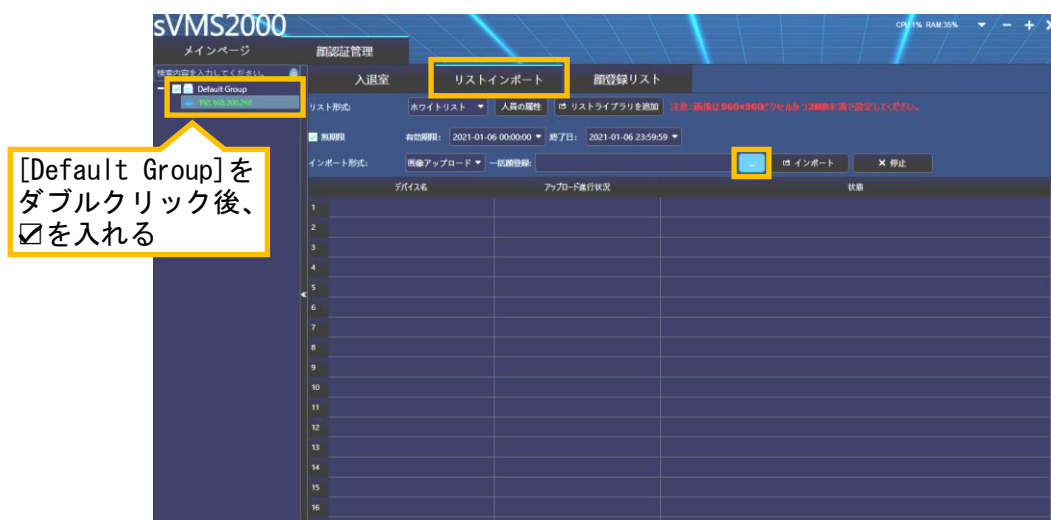 sVMS2000
CPU:1% RAM:35%
メインページ
顔認証管理
検索内容を入力してください。
入退室
リストインポート
顔登録リスト
Default Group
192.168.200.246
リスト形式:
ホワイトリスト
人員の属性
リストライブラリを追加
注意:画像は960×960ピクセルかつ2MB未満で設定してください。
無期限
有効期限:
2021-01-06 00:00:00
終了日:
2021-01-06 23:59:59
インポート形式:
画像アップロード
一括顔登録:
...
インポート
停止
デバイス名
アップロード進行状況
状態
1
2
3
4
5
6
7
8
9
10
11
12
13
14
15
16
[Default Group]を
ダブルクリック後、
☑を入れる